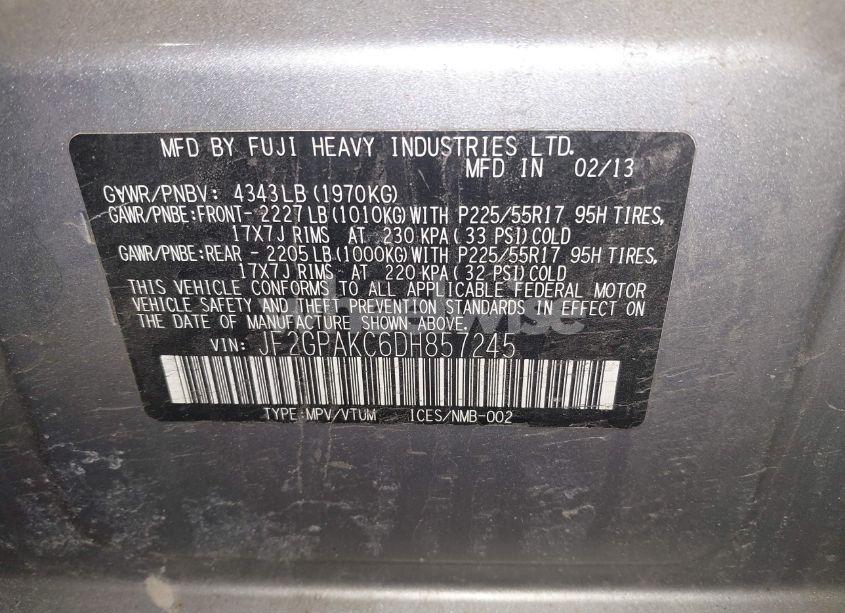 MFD BY FUJI HEAVY INDUSTRIES LTD.
MFD IN 02/13
GVWR/PNBV: 4343LB (1970KG)
GAWR/PNBE:FRONT- 2227 LB (1010KG) WITH P225/55R17 95H TIRES,
17X7J RIMS AT 230 KPA( 33 PSI) COLD
GAWR/PNBE:REAR - 2205 LB (1000KG) WITH P225/55R17 95H TIRES,
17X7J RIMS AT 220 KPA( 32 PSI) COLD
THIS VEHICLE CONFORMS TO ALL APPLICABLE FEDERAL MOTOR
VEHICLE SAFETY AND THEFT PREVENTION STANDARDS IN EFFECT ON
THE DATE OF MANUFACTURE SHOWN ABOVE.
VIN: JF2GPAKC6DH857245
TYPE:MPV/VTUM ICES/NMB-002